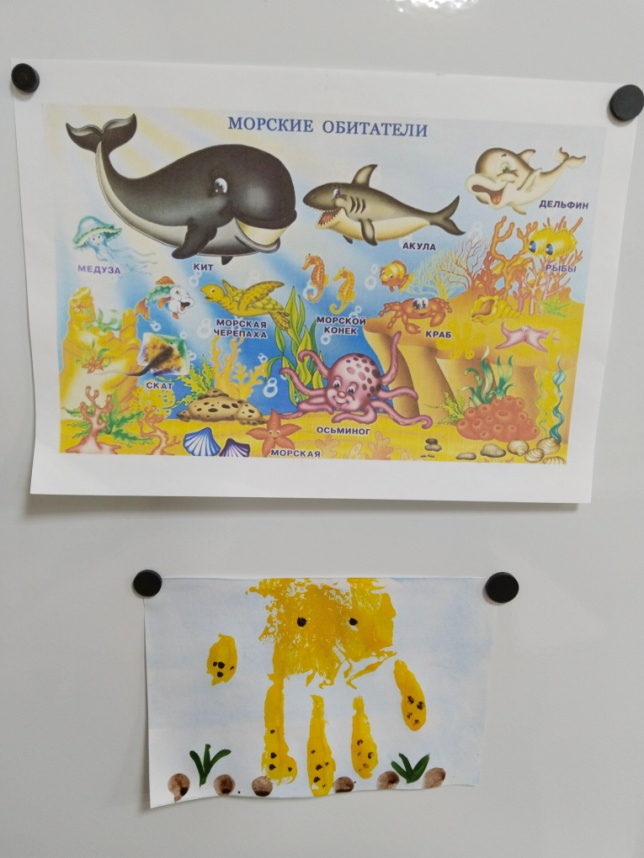 МОРСКИЕ ОБИТАТЕЛИ
ДЕЛЬФИН
АКУЛА
МЕДУЗА
КИТ
РЫБЫ
МОРСКАЯ
ЧЕРЕПАХА
МОРСКОЙ
КОНЕК
КРАБ
СКАТ
ОСЬМИНОГ
МОРСКАЯ